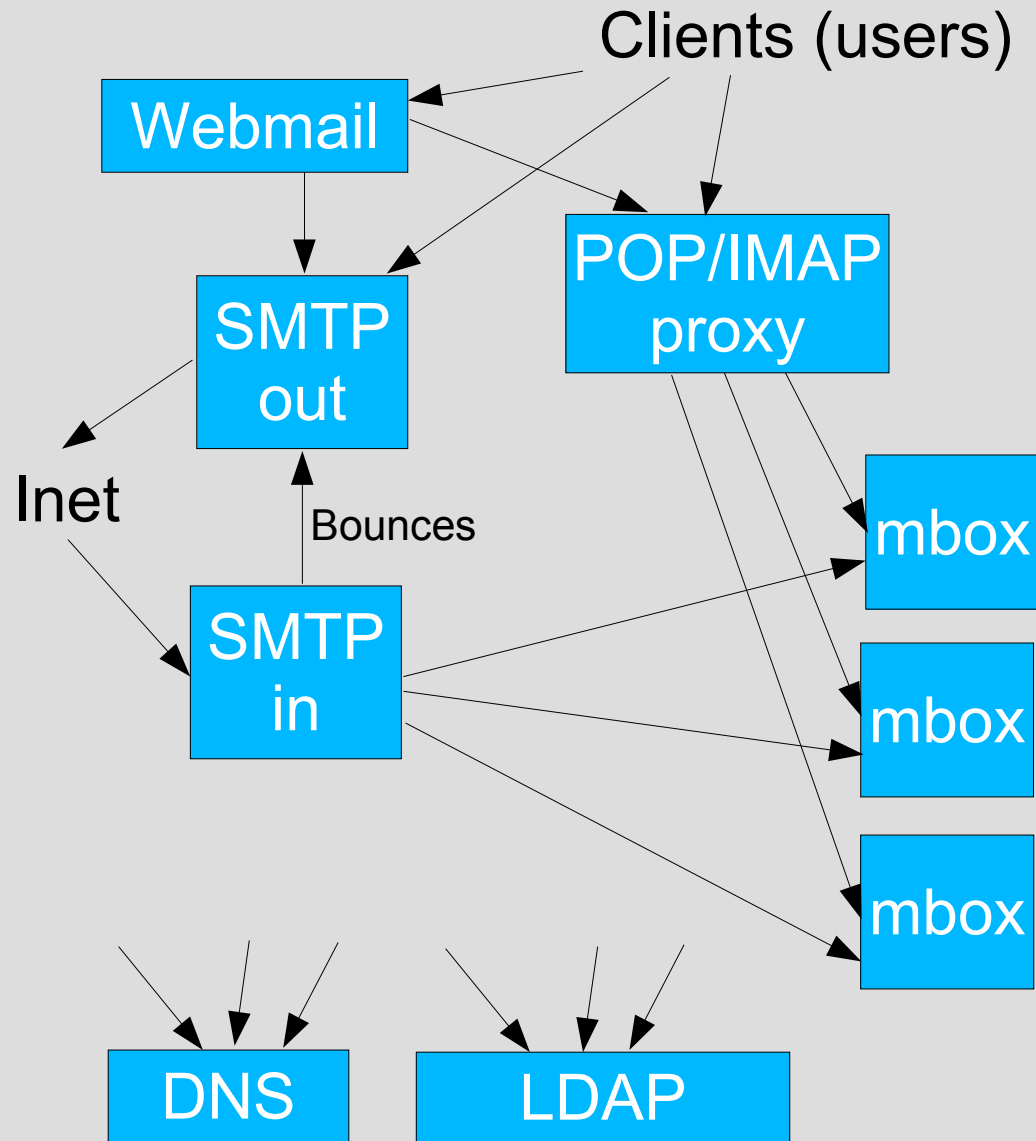 Clients (users)
Webmail
POP/IMAP
proxy
SMTP
out
Inet
Bounces
mbox
SMTP
in
mbox
mbox
DNS
LDAP